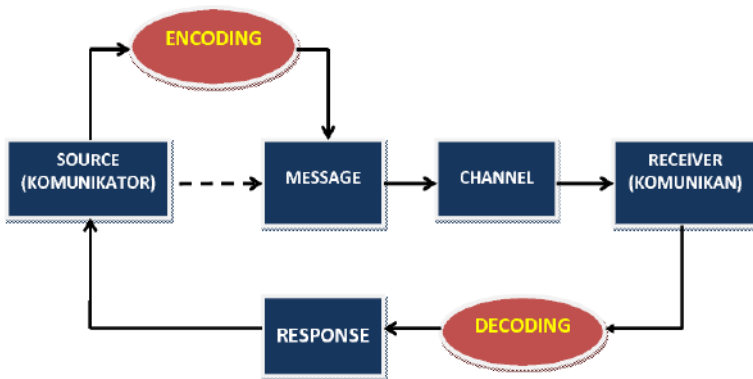 ENCODING
SOURCE
(KOMUNIKATOR)
MESSAGE
CHANNEL
RECEIVER
(KOMUNIKAN)
RESPONSE
DECODING